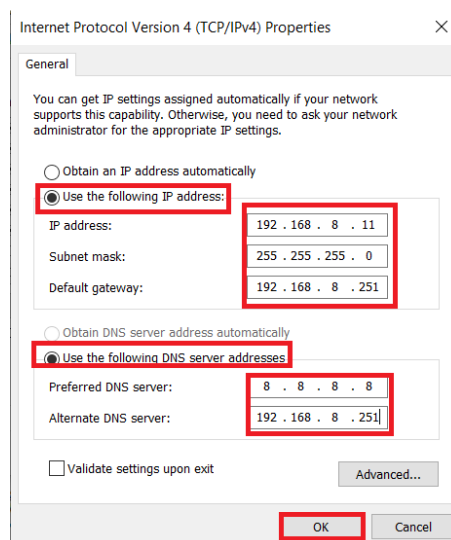 Internet Protocol Version 4 (TCP/IPv4) Properties
General
You can get IP settings assigned automatically if your network
supports this capability. Otherwise, you need to ask your network
administrator for the appropriate IP settings.
Obtain an IP address automatically
Use the following IP address:
IP address: 192 . 168 . 8 . 11
Subnet mask: 255 . 255 . 255 . 0
Default gateway: 192 . 168 . 8 . 251
Obtain DNS server address automatically
Use the following DNS server addresses
Preferred DNS server: 8 . 8 . 8 . 8
Alternate DNS server: 192 . 168 . 8 . 251
Validate settings upon exit
Advanced...
OK Cancel